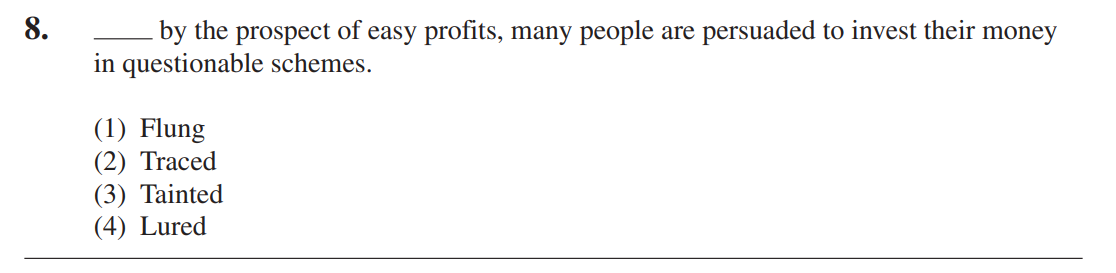 8. ____ by the prospect of easy profits, many people are persuaded to invest their money
in questionable schemes.
(1) Flung
(2) Traced
(3) Tainted
(4) Lured